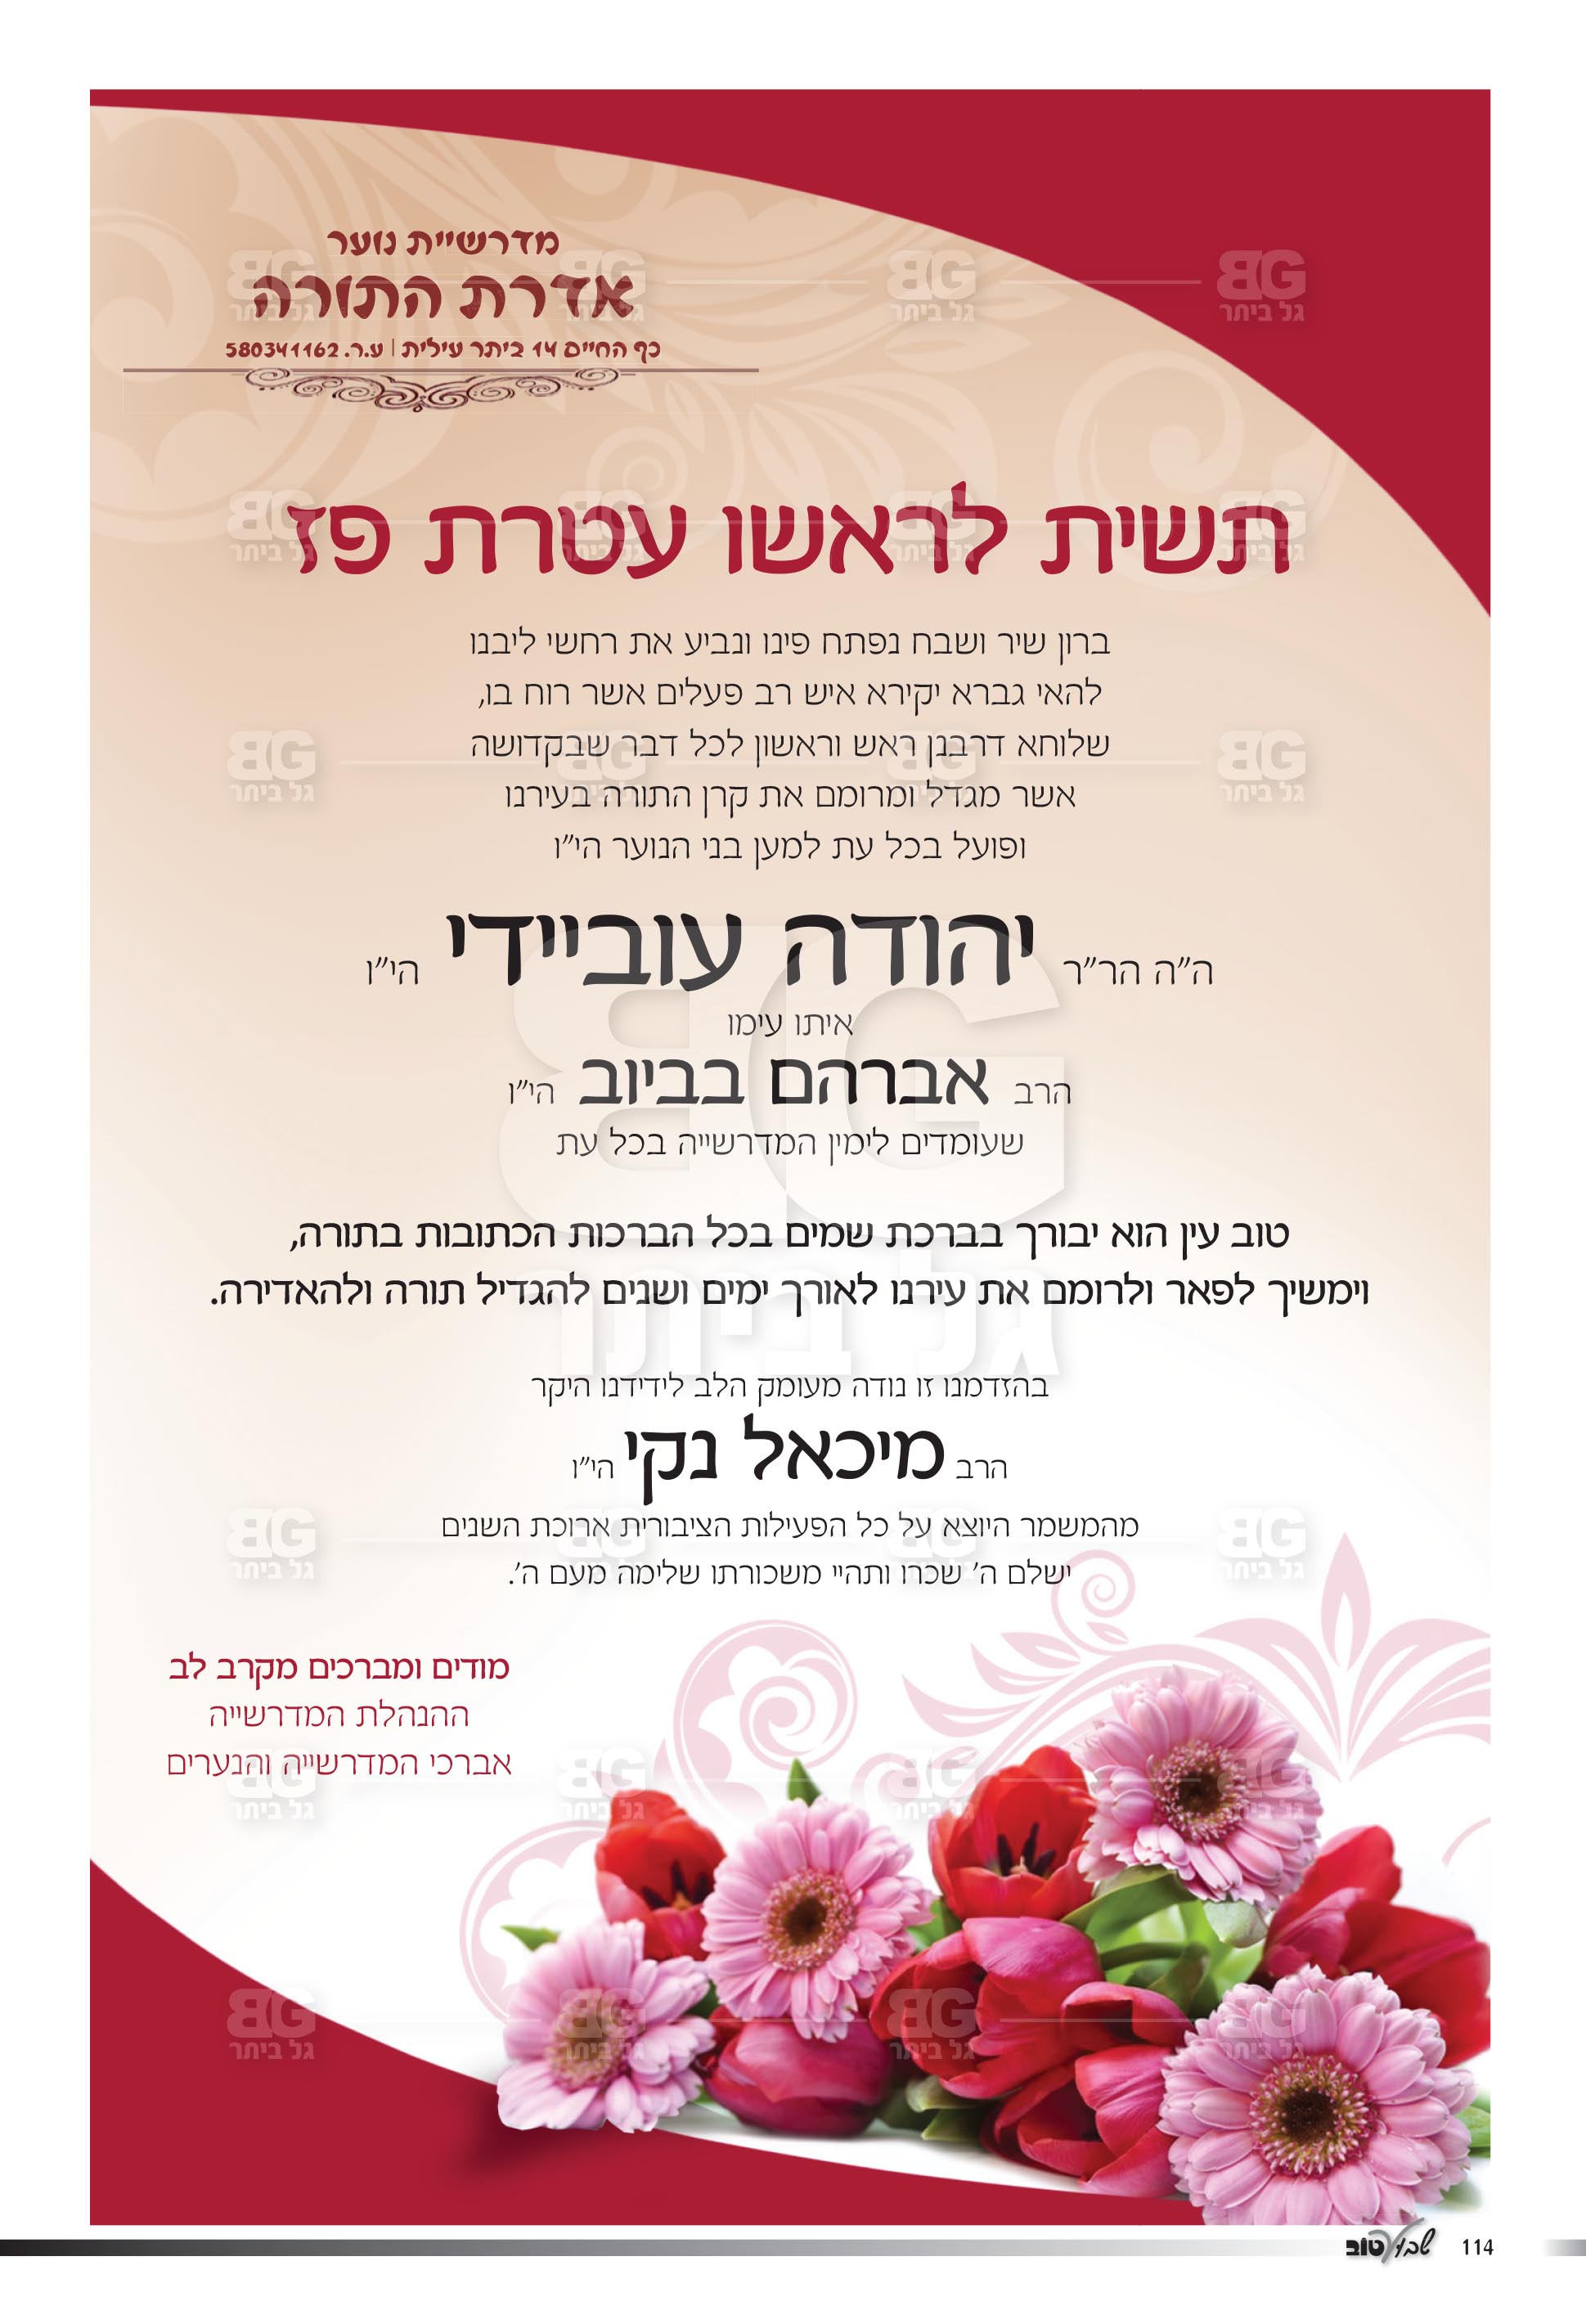 מדרשיית נוער
אדרת התורה
כף החיים 14 ביתר עילית | ע.ר. 580341162
תשית לראשו עטרת פז
ברון שיר ושבח נפתח פינו ונביע את רחשי ליבנו
להאי גברא יקירא איש רב פעלים אשר רוח בו,
שלוחא דרבנן ראש וראשון לכל דבר שבקדושה
אשר מגדל ומרומם את קרן התורה בעירנו
ופועל בכל עת למען בני הנוער הי"ו
ה"ה הר"ר יהודה עוביידי הי"ו
איתו עימו
הרב אברהם בביוב הי"ו
שעומדים לימין המדרשייה בכל עת
טוב עין הוא יבורך בברכת שמים בכל הברכות הכתובות בתורה,
וימשיך לפאר ולרומם את עירנו לאורך ימים ושנים להגדיל תורה ולהאדירה.
בהזדמנו זו נודה מעומק הלב לידידנו היקר
הרב מיכאל נקי הי"ו
מהמשמר היוצא על כל הפעילות הציבורית ארוכת השנים
ישלם ה' שכרו ותהיי משכורתו שלימה מעם ה'.
מודים ומברכים מקרב לב
ההנהלת המדרשייה
אברכי המדרשייה והנערים
BG
גל ביתר
שבוע טוב 114